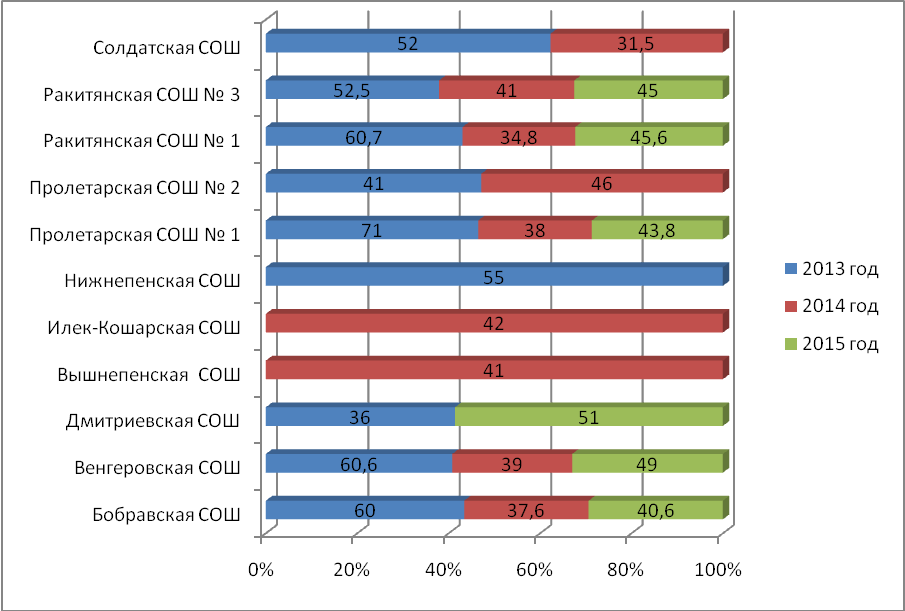 Солдатская СОШ 52 31,5
Ракитянская СОШ № 3 52,5 41 45
Ракитянская СОШ № 1 60,7 34,8 45,6
Пролетарская СОШ № 2 41 46
Пролетарская СОШ № 1 71 38 43,8
Нижнепенская СОШ 55
Илек-Кошарская СОШ 42
Вышнепенская СОШ 41
Дмитриевская СОШ 36 51
Венгеровская СОШ 60,6 39 49
Бобравская СОШ 60 37,6 40,6
0% 20% 40% 60% 80% 100%
2013 год
2014 год
2015 год